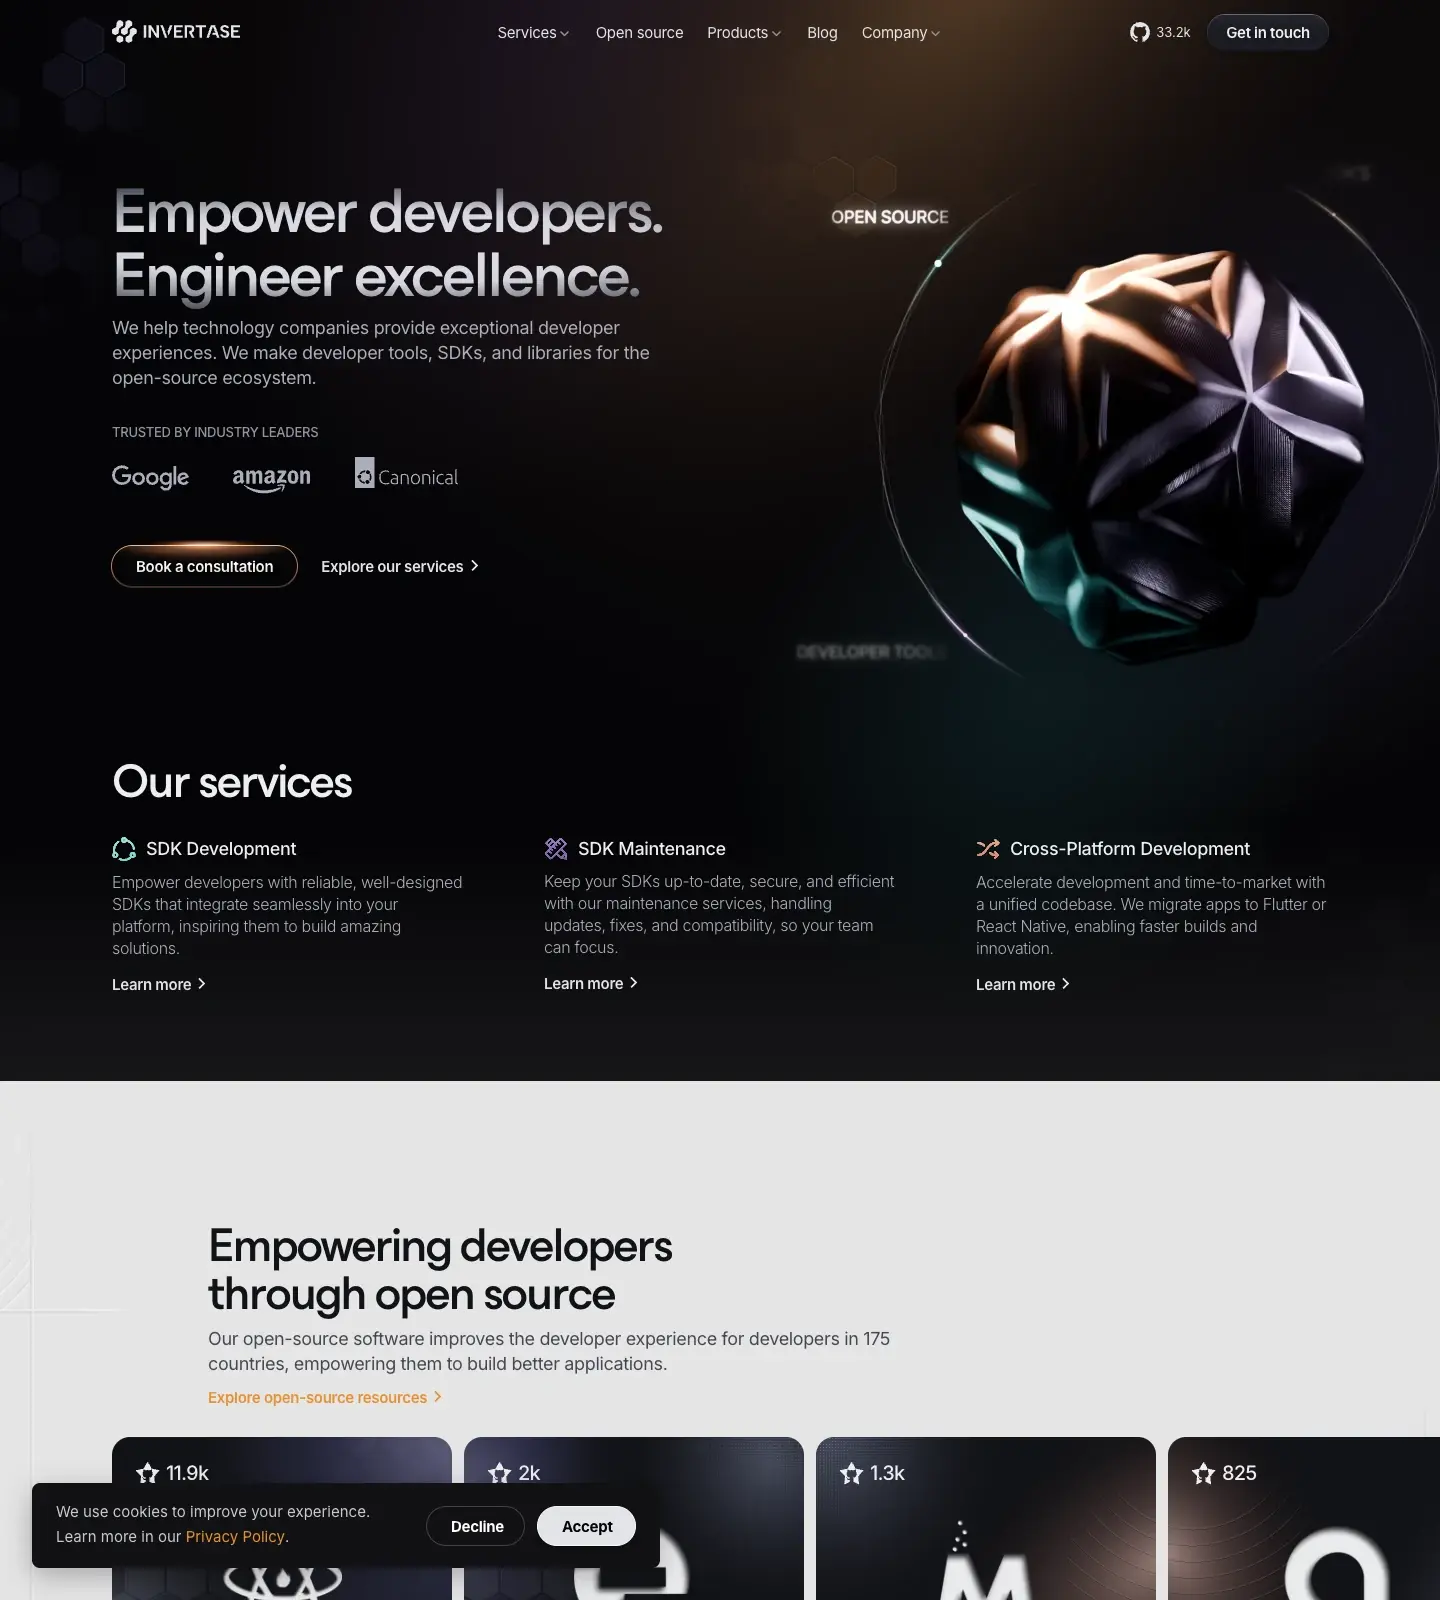 INVERTASE
Services
Open source
Products
Blog
Company
33.2k
Get in touch
Empower developers.
Engineer excellence.
We help technology companies provide exceptional developer
experiences. We make developer tools, SDKs, and libraries for the
open-source ecosystem.
TRUSTED BY INDUSTRY LEADERS
Google
amazon
Canonical
Book a consultation
Explore our services
OPEN SOURCE
DEVELOPER
Our services
SDK Development
Empower developers with reliable, well-designed
SDKs that integrate seamlessly into your
platform, inspiring them to build amazing
solutions.
Learn more
SDK Maintenance
Keep your SDKs up-to-date, secure, and efficient
with our maintenance services, handling
updates, fixes, and compatibility, so your team
can focus.
Learn more
Cross-Platform Development
Accelerate development and time-to-market with
a unified codebase. We migrate apps to Flutter or
React Native, enabling faster builds and
innovation.
Learn more
Empowering developers
through open source
Our open-source software improves the developer experience for developers in 175
countries, empowering them to build better applications.
Explore open-source resources
11.9k
2k
1.3k
825
We use cookies to improve your experience.
Learn more in our Privacy Policy.
Decline
Accept